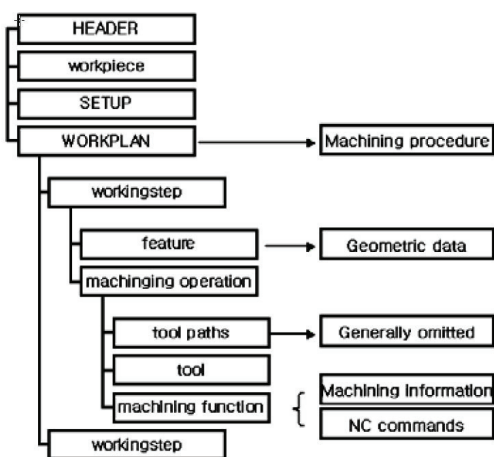 HEADER
workpiece
SETUP
WORKPLAN
Machining procedure
workingstep
feature
Geometric data
machinging operation
tool paths
Generally omitted
tool
Machining information
machining function
NC commands
workingstep